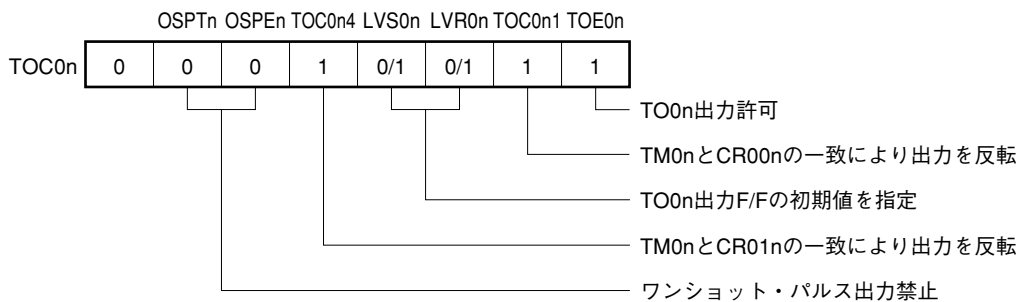 OSPTn OSPEn TOC0n4 LVS0n LVR0n TOC0n1 TOE0n
TOC0n 0 0 0 1 0/1 0/1 1 1
TO0n出力許可
TM0nとCR00nの一致により出力を反転
TO0n出力F/Fの初期値を指定
TM0nとCR01nの一致により出力を反転
ワンショット・パルス出力禁止